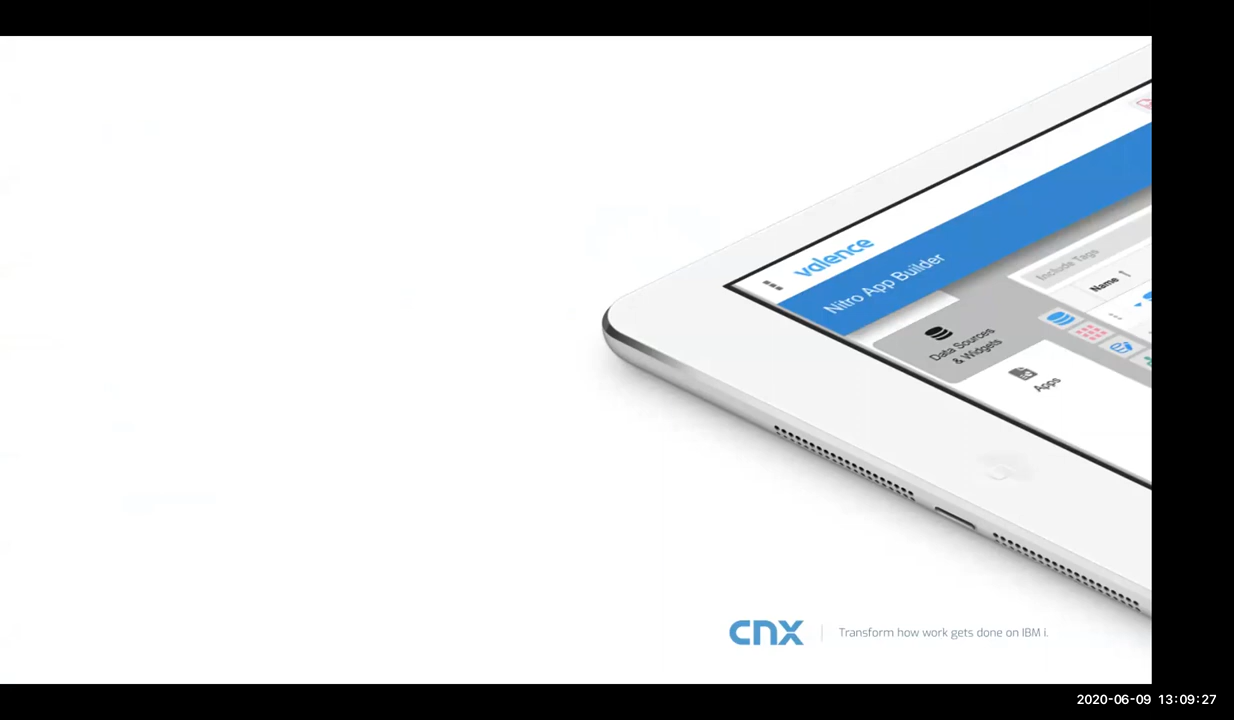 valence
Nitro App Builder
Include Tags
Name
Data Sources
& Widgets
Apps
cnx
Transform how work gets done on IBM i.
2020-06-09 13:09:27